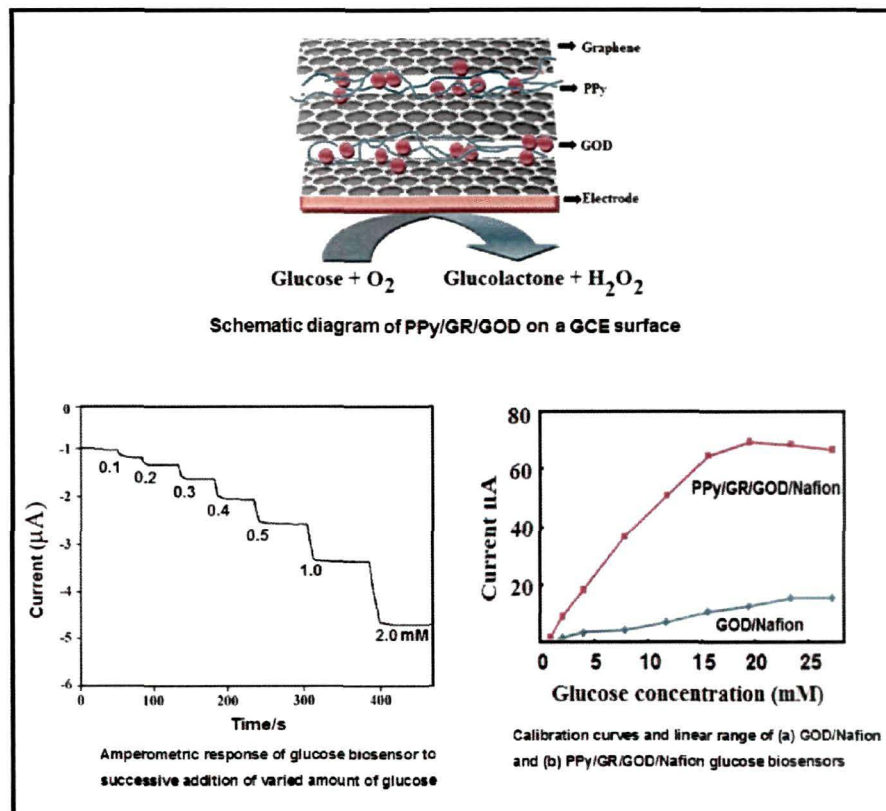 Graphene
PPy
GOD
Electrode
Glucose + O2 Glucolactone + H2O2
Schematic diagram of PPy/GR/GOD on a GCE surface
0
-1
-2
-3
-4
-5
-6
Current (μA)
0.1
0.2
0.3
0.4
0.5
1.0
2.0 mM
0 100 200 300 400
Time/s
Amperometric response of glucose biosensor to
successive addition of varied amount of glucose
80
60
40
20
Current μA
PPy/GR/GOD/Nafion
GOD/Nafion
0 5 10 15 20 25
Glucose concentration (mM)
Calibration curves and linear range of (a) GOD/Nafion
and (b) PPy/GR/GOD/Nafion glucose biosensors